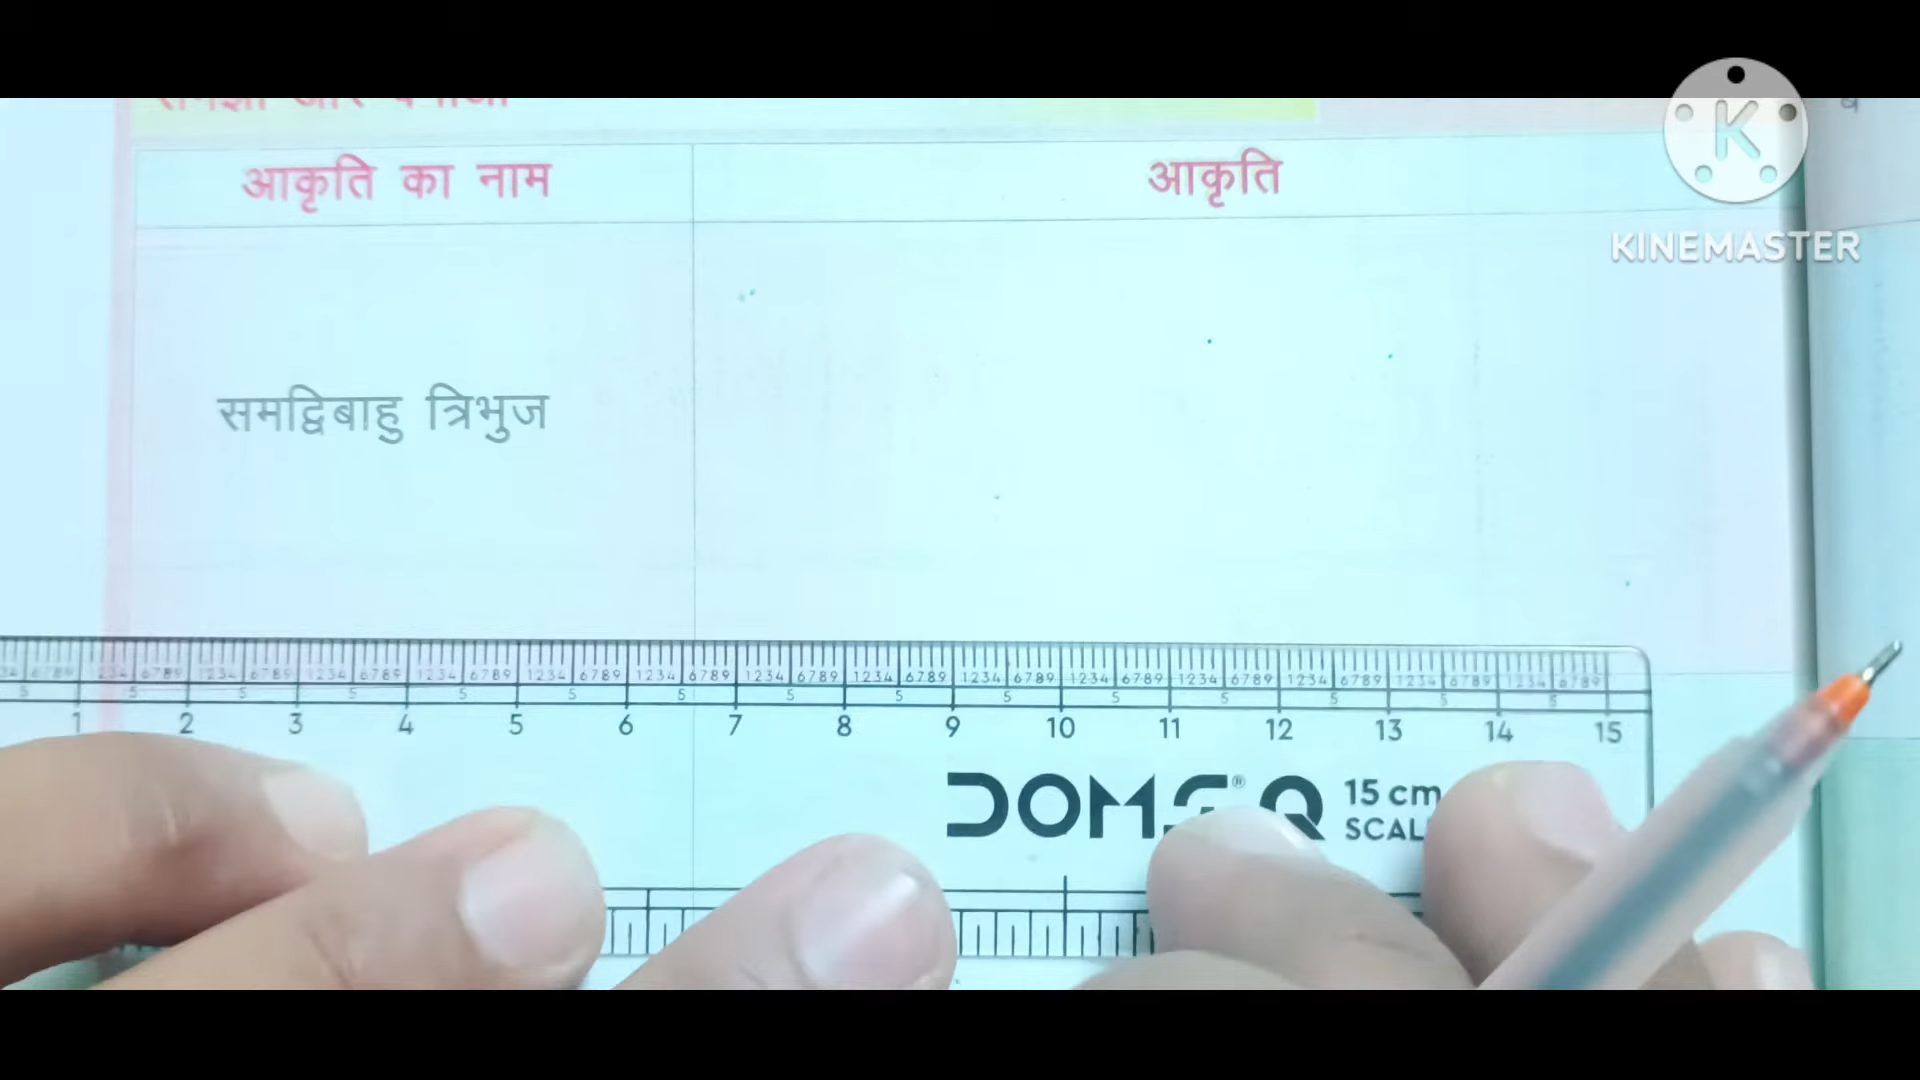 आकृति का नाम
आकृति
K
KINEMASTER
समद्विबाहु त्रिभुज
1 2 3 4 5 6 7 8 9 10 11 12 13 14 15
15 cm